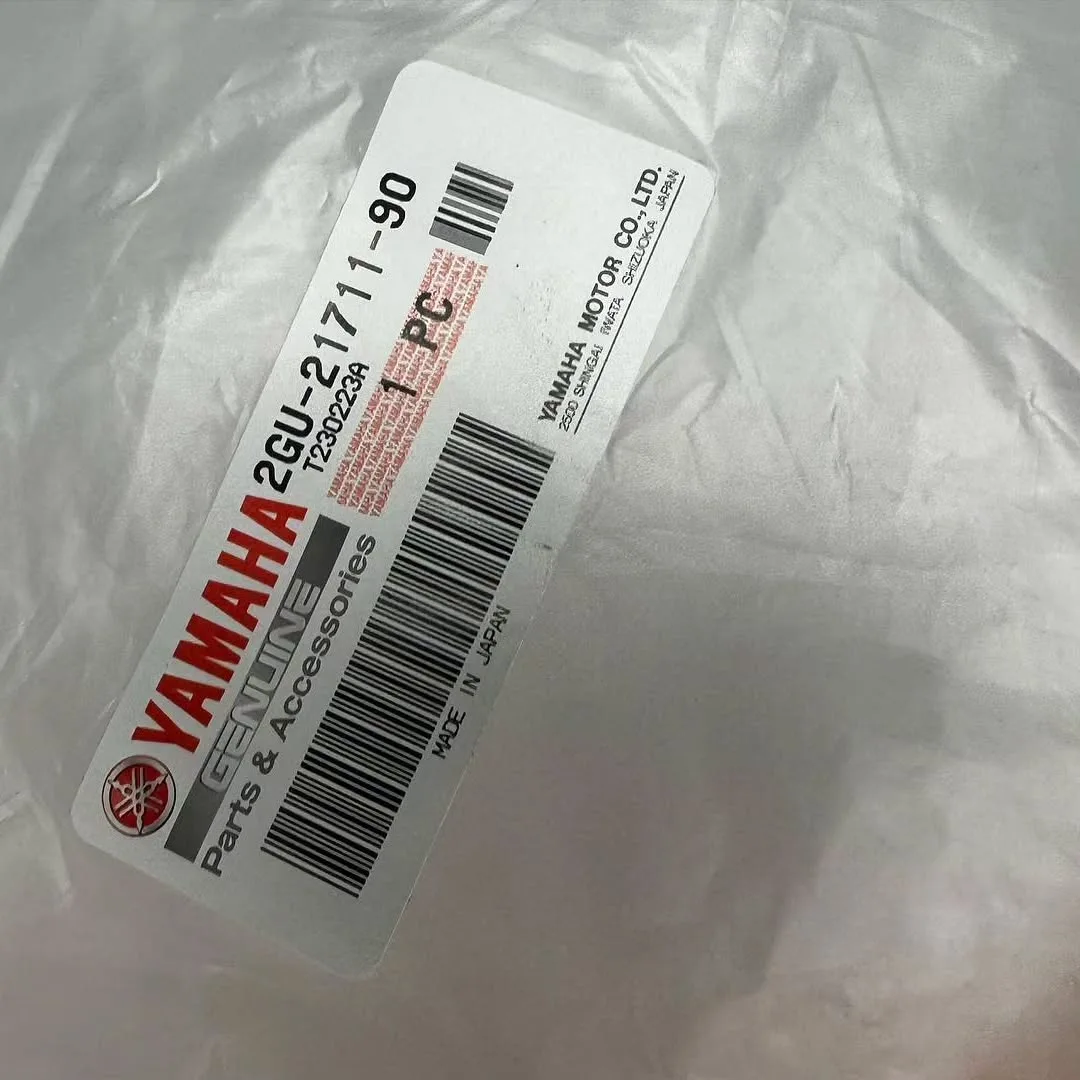 YAMAHA
GENUINE
Parts & Accessories
2GU-21711-90
T230223A
1 PC
MADE IN JAPAN
YAMAHA MOTOR CO., LTD.
2500 SHINGAI IWATA SHIZUOKA JAPAN